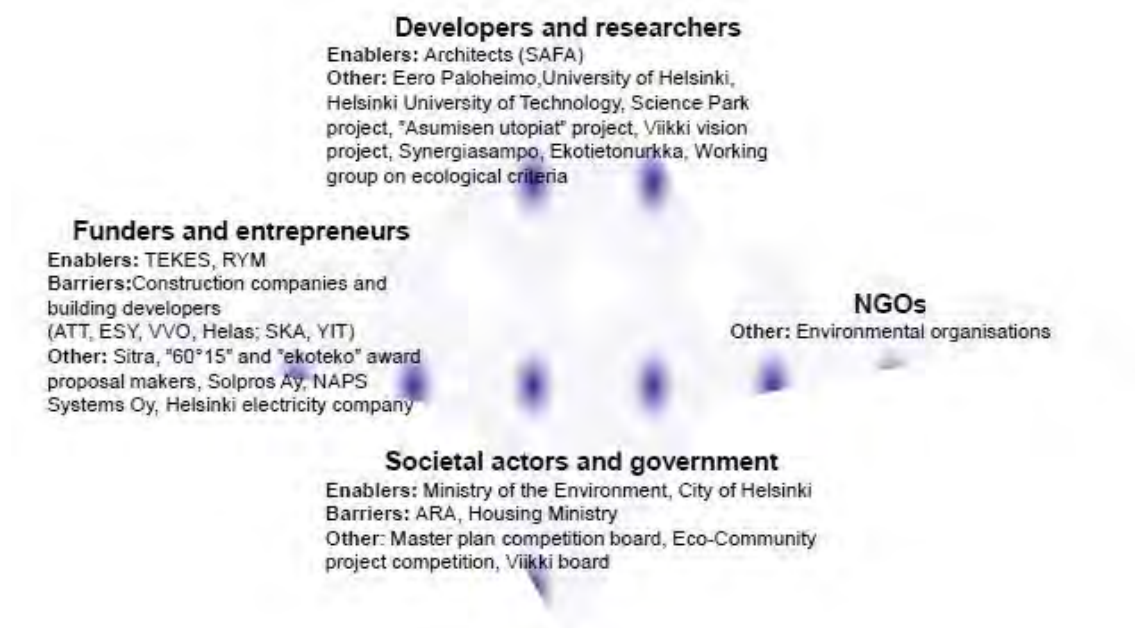 Developers and researchers
Enablers: Architects (SAFA)
Other: Eero Paloheimo,University of Helsinki,
Helsinki University of Technology, Science Park
project, "Asumisen utopiat" project, Viikki vision
project, Synergiasampo, Ekotietonurkka, Working
group on ecological criteria
Funders and entrepreneurs
Enablers: TEKES, RYM
Barriers:Construction companies and
building developers
(ATT, ESY, VVO, Helas; SKA, YIT)
Other: Sitra, "60°15" and "ekoteko" award
proposal makers, Solpros Ay, NAPS
Systems Oy, Helsinki electricity company
NGOs
Other: Environmental organisations
Societal actors and government
Enablers: Ministry of the Environment, City of Helsinki
Barriers: ARA, Housing Ministry
Other: Master plan competition board, Eco-Community
project competition, Viikki board